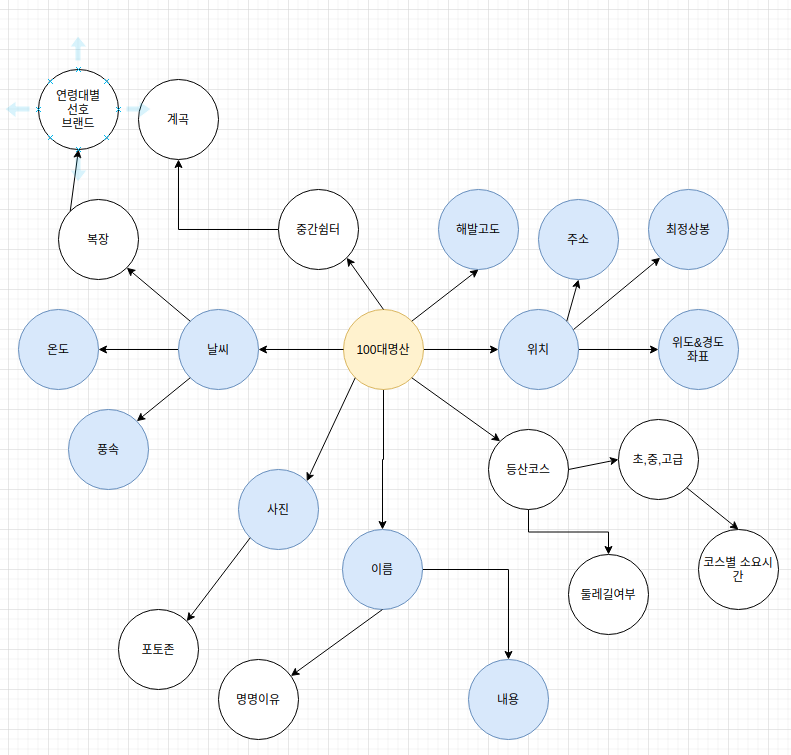 연령대별
선호
브랜드
계곡
복장
중간쉼터
해발고도
주소
최정상봉
온도
날씨
100대명산
위치
위도&경도
좌표
풍속
사진
등산코스
초,중,고급
이름
둘레길여부
코스별 소요시
간
포토존
명명이유
내용